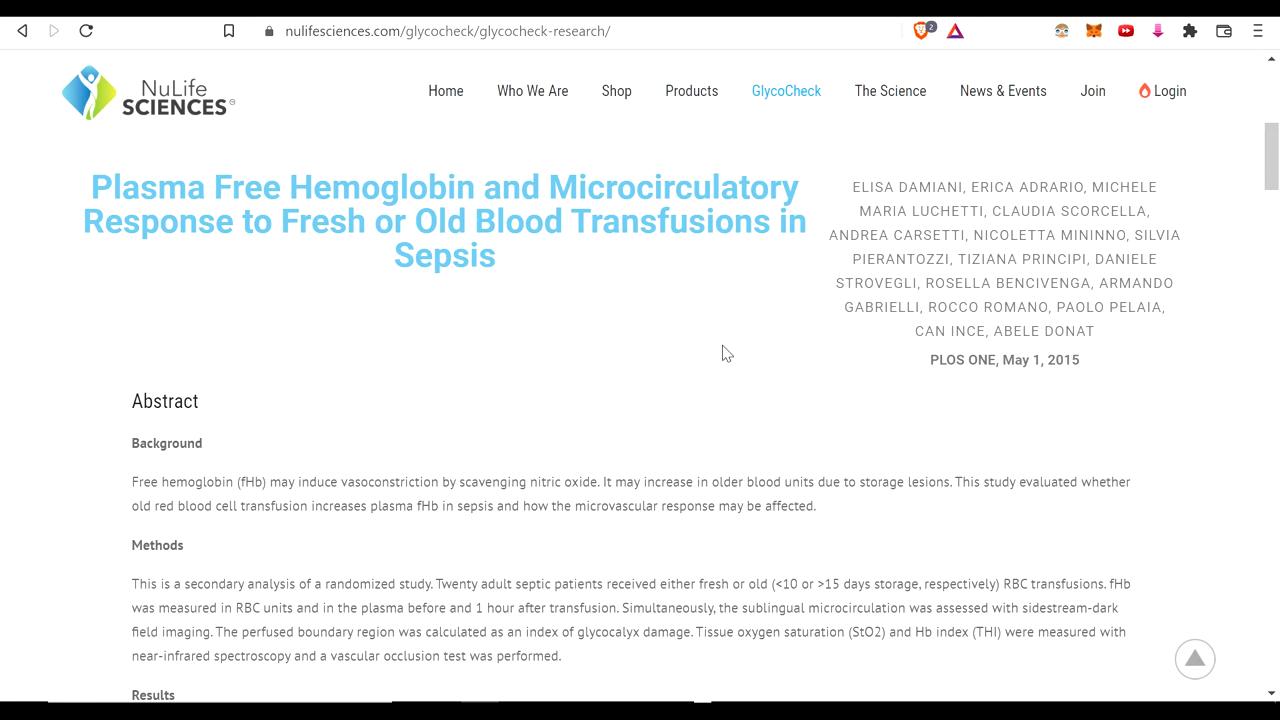 nulifesciences.com/glycocheck/glycocheck-research/
2
NuLife
SCIENCES
Home Who We Are Shop Products GlycoCheck The Science News & Events Join Login
Plasma Free Hemoglobin and Microcirculatory
Response to Fresh or Old Blood Transfusions in
Sepsis
ELISA DAMIANI, ERICA ADRARIO, MICHELE
MARIA LUCHETTI, CLAUDIA SCORCELLA,
ANDREA CARSETTI, NICOLETTA MININNO, SILVIA
PIERANTOZZI, TIZIANA PRINCIPI, DANIELE
STROVEGLI, ROSELLA BENCIVENGA, ARMANDO
GABRIELLI, ROCCO ROMANO, PAOLO PELAIA,
CAN INCE, ABELE DONAT
PLOS ONE, May 1, 2015
Abstract
Background
Free hemoglobin (fHb) may induce vasoconstriction by scavenging nitric oxide. It may increase in older blood units due to storage lesions. This study evaluated whether
old red blood cell transfusion increases plasma fHb in sepsis and how the microvascular response may be affected.
Methods
This is a secondary analysis of a randomized study. Twenty adult septic patients received either fresh or old (<10 or >15 days storage, respectively) RBC transfusions. fHb
was measured in RBC units and in the plasma before and 1 hour after transfusion. Simultaneously, the sublingual microcirculation was assessed with sidestream-dark
field imaging. The perfused boundary region was calculated as an index of glycocalyx damage. Tissue oxygen saturation (StO2) and Hb index (THI) were measured with
near-infrared spectroscopy and a vascular occlusion test was performed.
Results